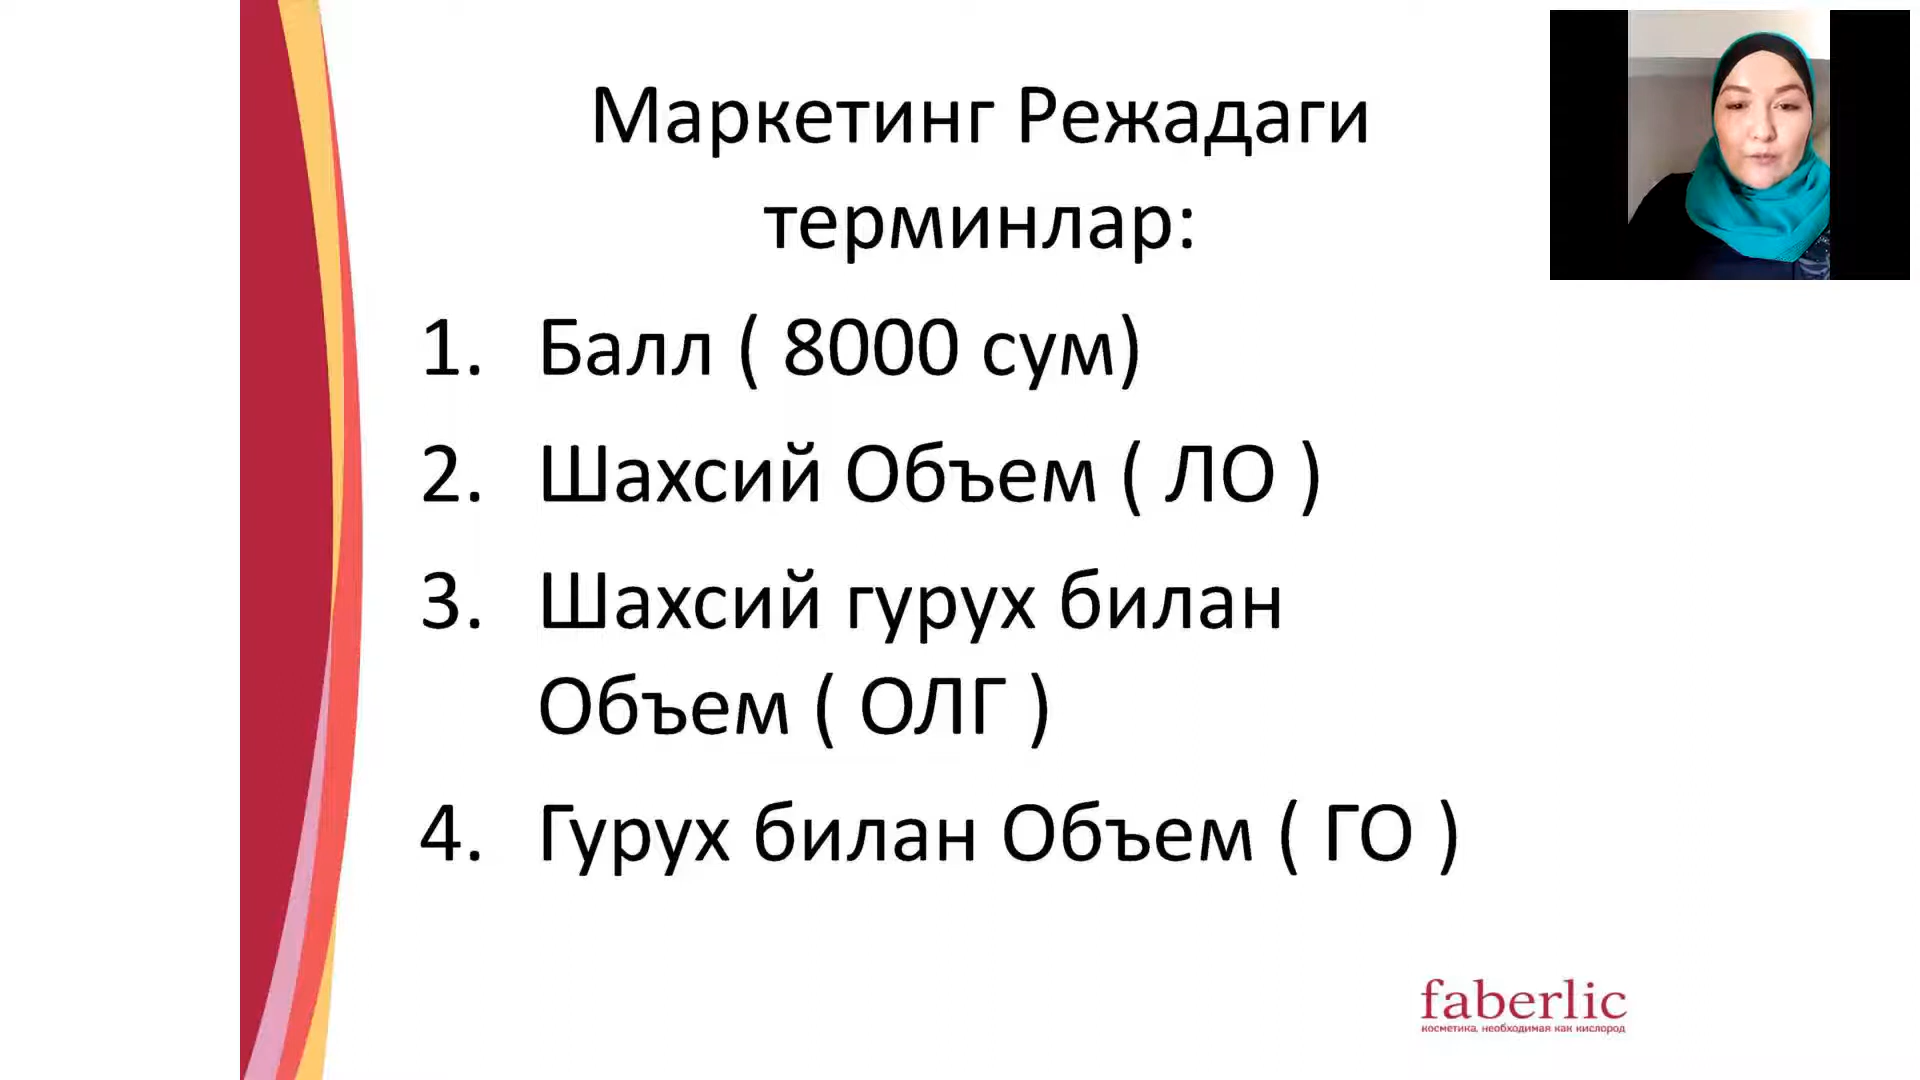 Маркетинг Режадаги
терминлар:
1. Балл ( 8000 сум)
2. Шахсий Объем ( ЛО )
3. Шахсий гурух билан
Объем ( ОЛГ )
4. Гурух билан Объем ( ГО )
faberlic
косметика, необходимая как кислород